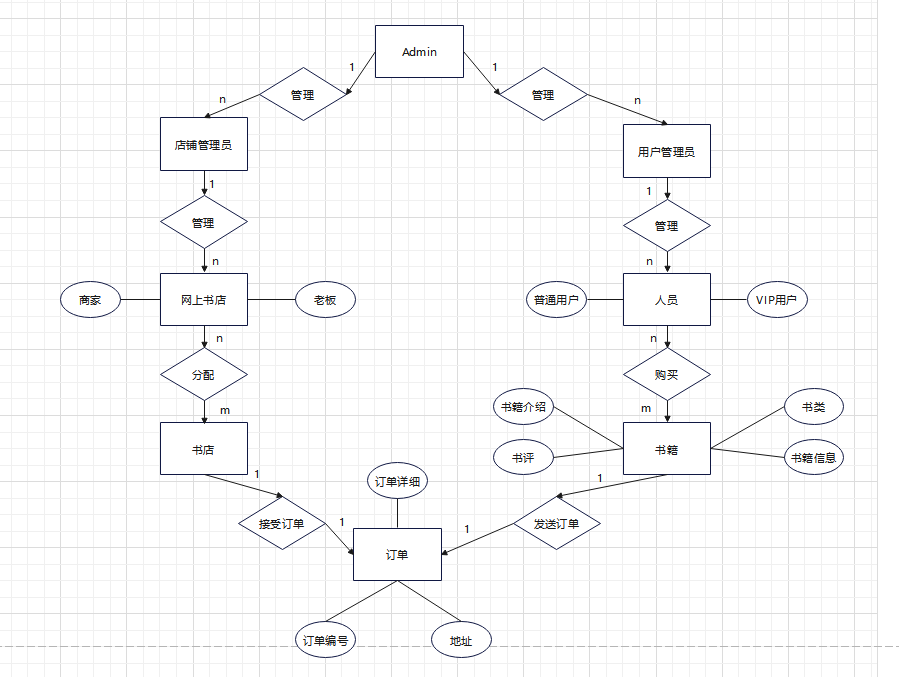 Admin
1
1
管理
管理
n
n
店铺管理员
用户管理员
1
1
管理
管理
n
n
商家
网上书店
老板
普通用户
人员
VIP用户
n
n
分配
购买
m
m
书籍介绍
书类
书店
书评
书籍
书籍信息
1
1
订单详细
接受订单
1
1
发送订单
订单
订单编号
地址